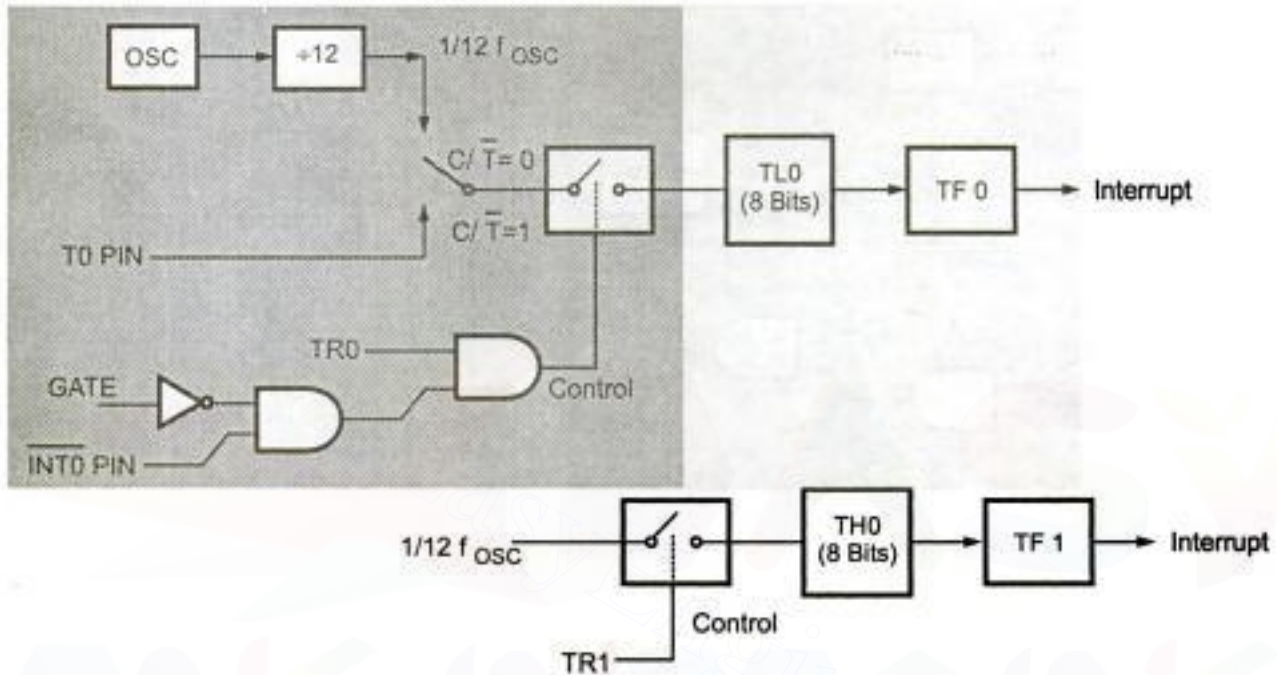 OSC
÷12
1/12 f OSC
C/ T̅= 0
C/ T̅=1
T0 PIN
TL0
(8 Bits)
TF 0
Interrupt
TR0
Control
GATE
I̅N̅T̅0̅ PIN
1/12 f OSC
TH0
(8 Bits)
TF 1
Interrupt
Control
TR1